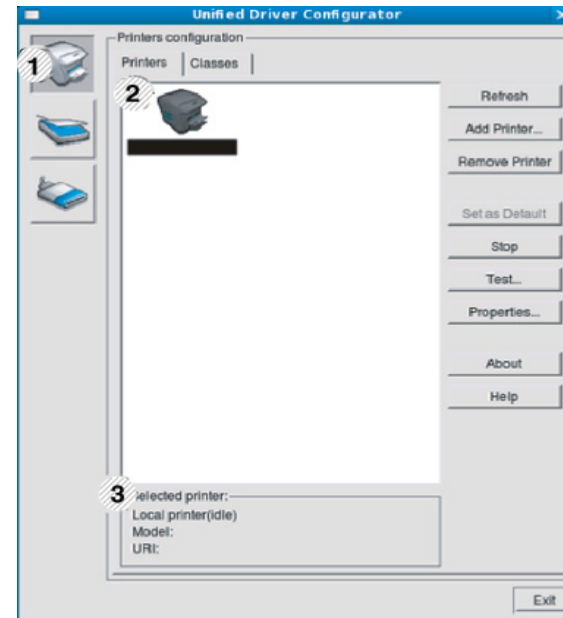 Unified Driver Configurator
Printers configuration
1
Printers
Classes
2
Refresh
Add Printer...
Remove Printer
Set as Default
Stop
Test...
Properties...
About
Help
3
Selected printer:
Local printer(idle)
Model:
URI:
Exit